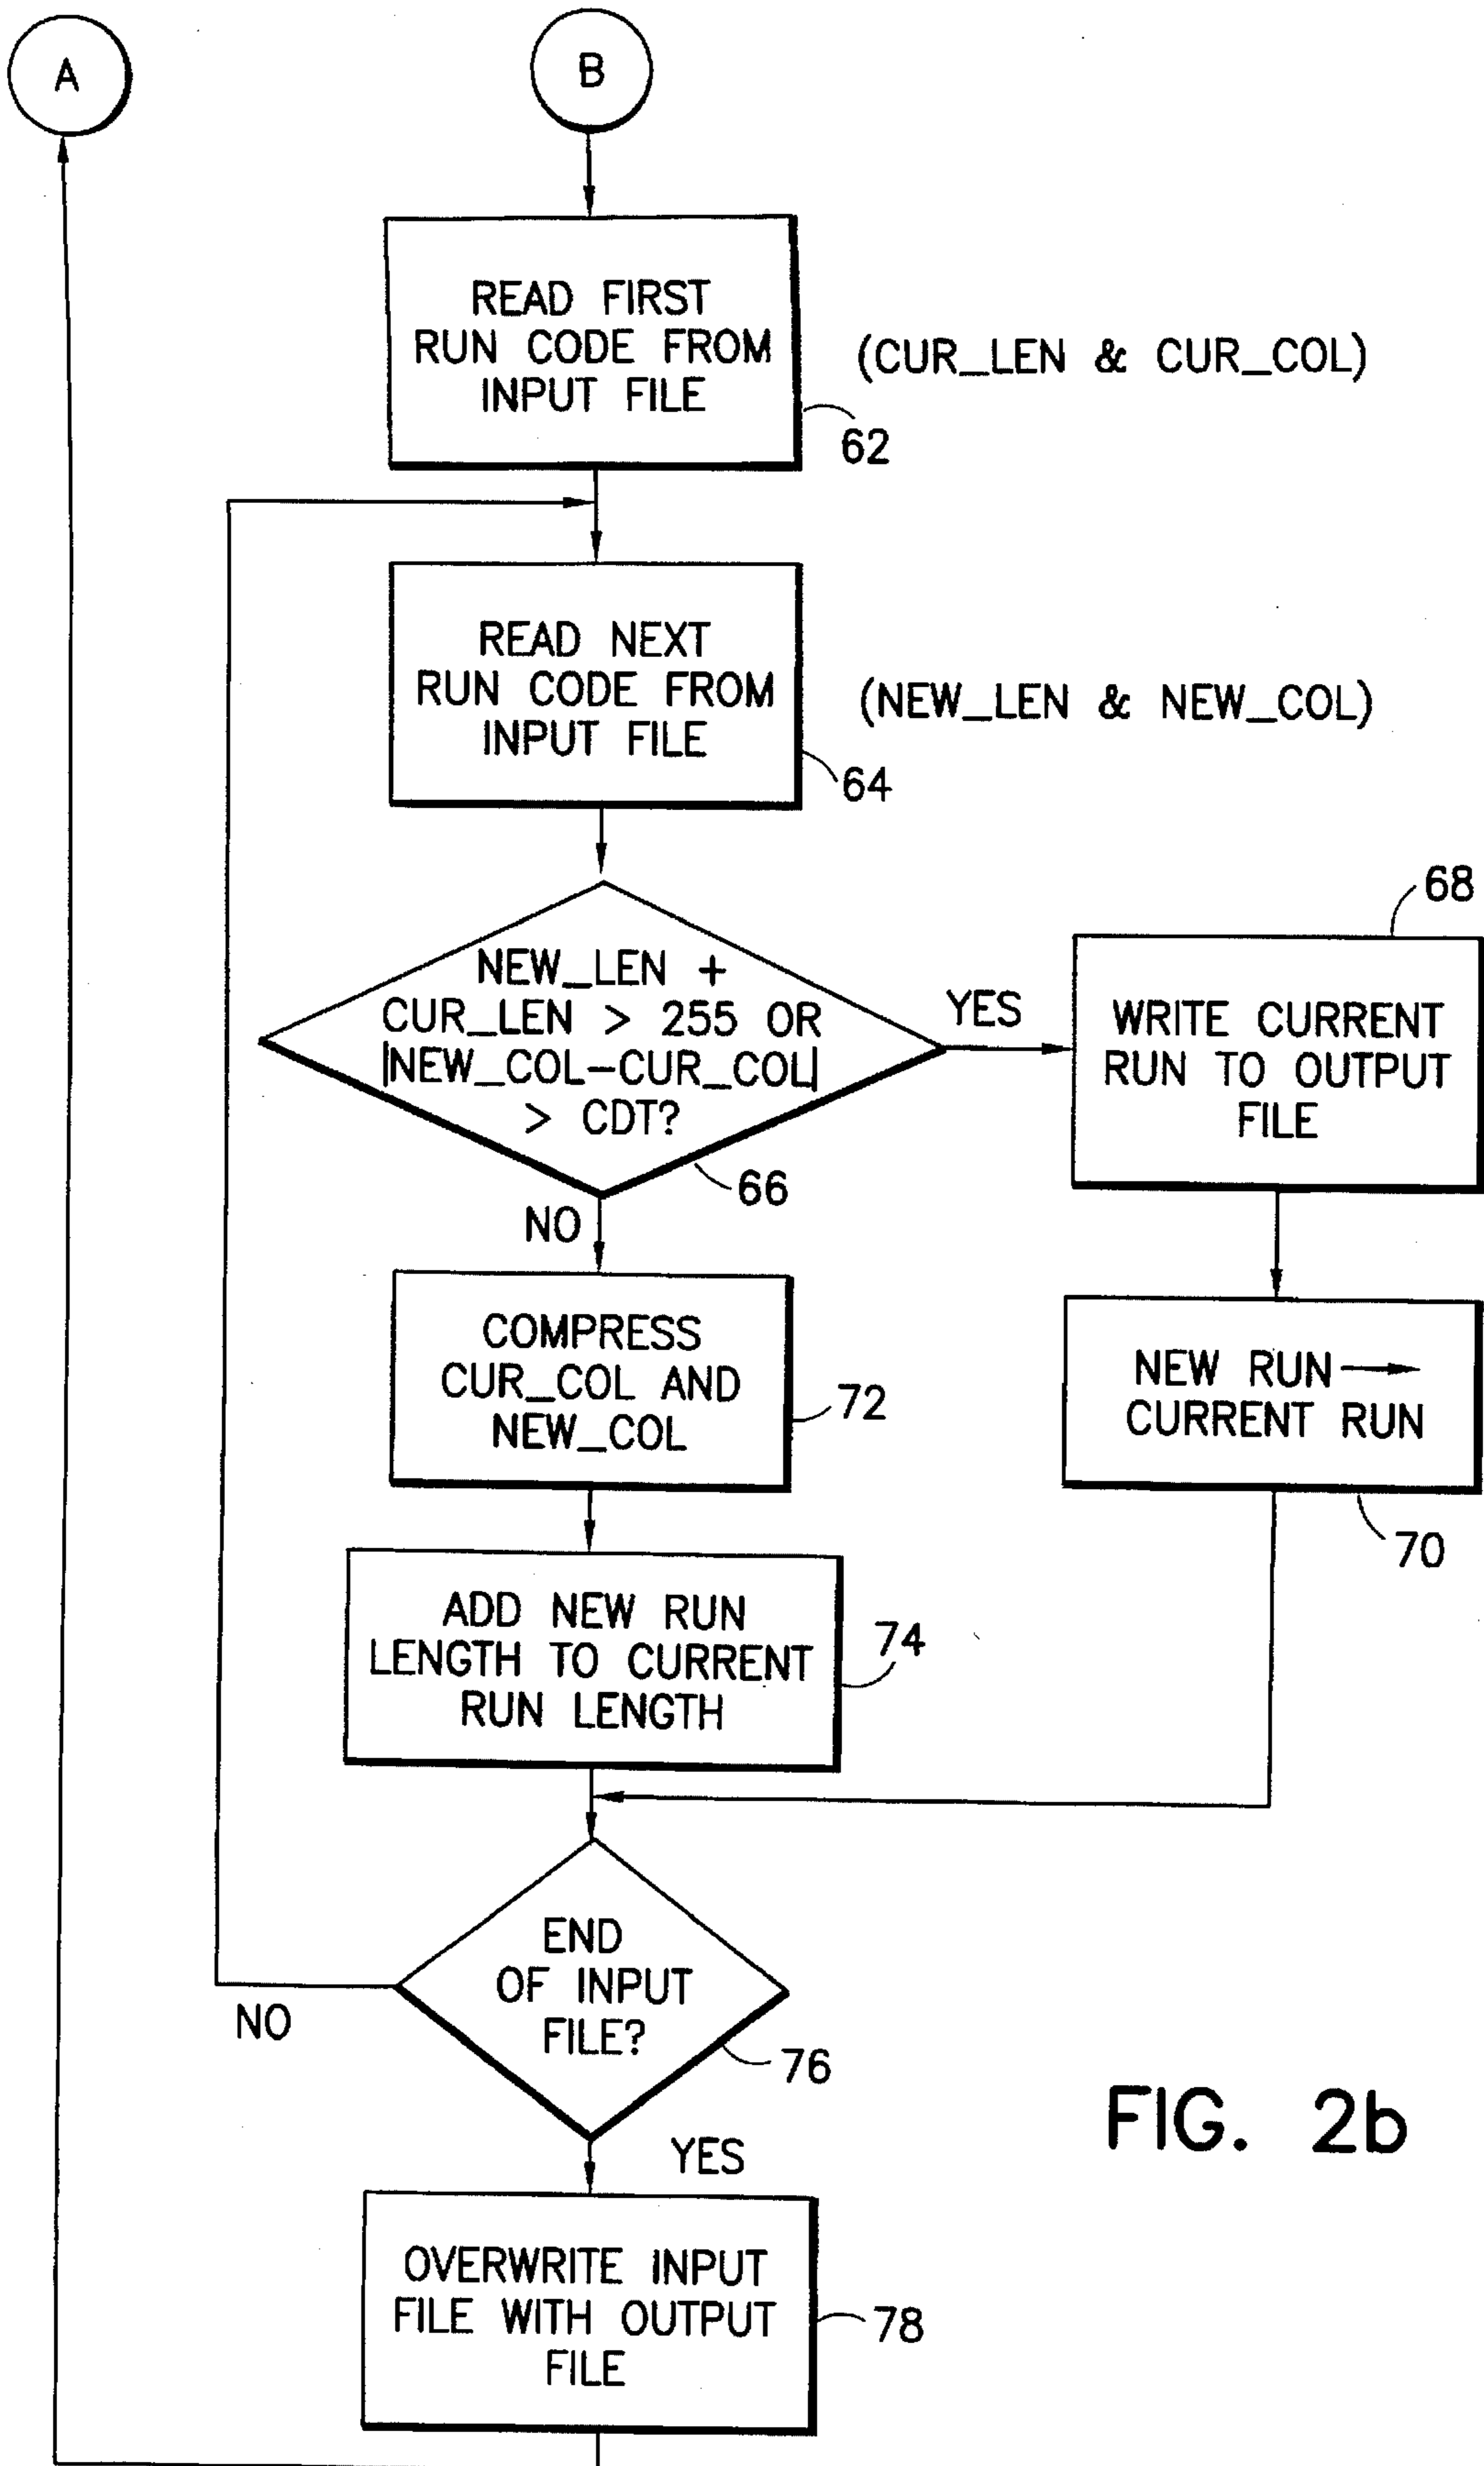 A
B
READ FIRST
RUN CODE FROM
INPUT FILE
(CUR_LEN & CUR_COL)
62
READ NEXT
RUN CODE FROM
INPUT FILE
(NEW_LEN & NEW_COL)
64
NEW_LEN +
CUR_LEN > 255 OR
|NEW_COL-CUR_COL|
> CDT?
66
YES
68
WRITE CURRENT
RUN TO OUTPUT
FILE
NO
COMPRESS
CUR_COL AND
NEW_COL
72
NEW RUN →
CURRENT RUN
70
ADD NEW RUN
LENGTH TO CURRENT
RUN LENGTH
74
END
OF INPUT
FILE?
76
NO
YES
OVERWRITE INPUT
FILE WITH OUTPUT
FILE
78
FIG. 2b